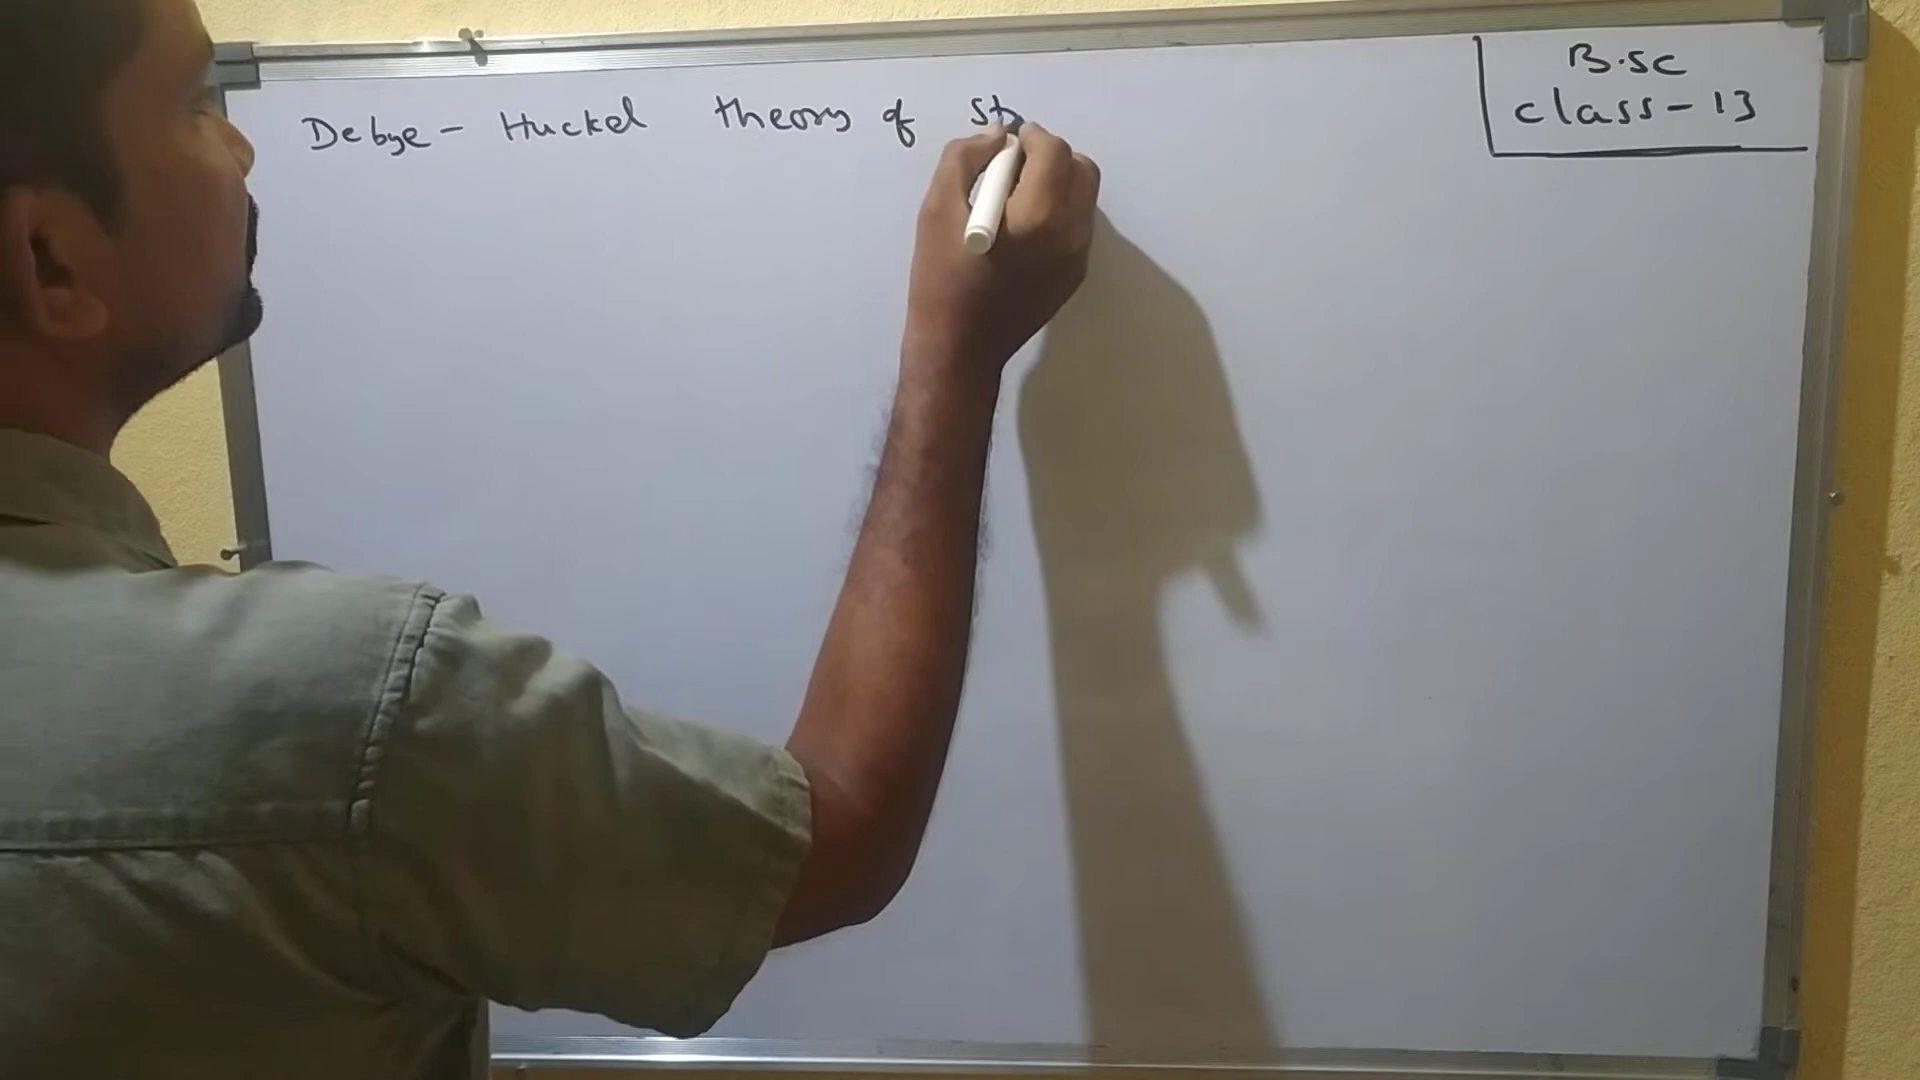 Debye - Huckel theory of st
B.SC
class - 13